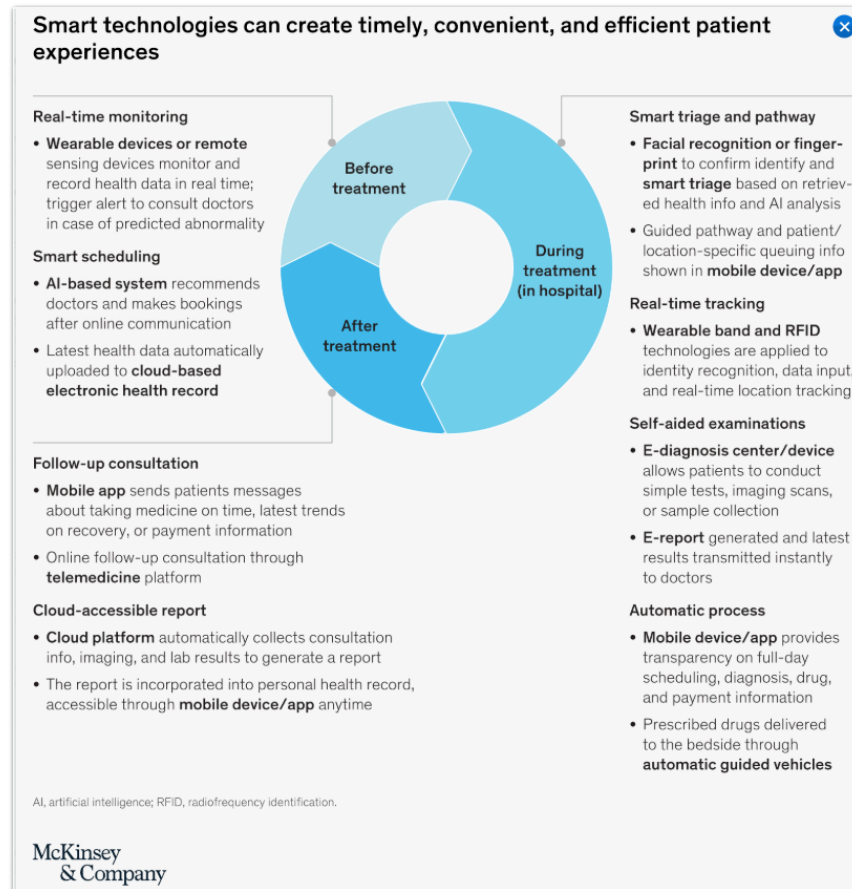 Smart technologies can create timely, convenient, and efficient patient
experiences
Real-time monitoring
• Wearable devices or remote
sensing devices monitor and
record health data in real time;
trigger alert to consult doctors
in case of predicted abnormality
Smart scheduling
• AI-based system recommends
doctors and makes bookings
after online communication
• Latest health data automatically
uploaded to cloud-based
electronic health record
Before
treatment
During
treatment
(in hospital)
After
treatment
Smart triage and pathway
• Facial recognition or finger-
print to confirm identify and
smart triage based on retriev-
ed health info and AI analysis
• Guided pathway and patient/
location-specific queuing info
shown in mobile device/app
Real-time tracking
• Wearable band and RFID
technologies are applied to
identity recognition, data input,
and real-time location tracking
Self-aided examinations
• E-diagnosis center/device
allows patients to conduct
simple tests, imaging scans,
or sample collection
• E-report generated and latest
results transmitted instantly
to doctors
Automatic process
• Mobile device/app provides
transparency on full-day
scheduling, diagnosis, drug,
and payment information
• Prescribed drugs delivered
to the bedside through
automatic guided vehicles
Follow-up consultation
• Mobile app sends patients messages
about taking medicine on time, latest trends
on recovery, or payment information
• Online follow-up consultation through
telemedicine platform
Cloud-accessible report
• Cloud platform automatically collects consultation
info, imaging, and lab results to generate a report
• The report is incorporated into personal health record,
accessible through mobile device/app anytime
AI, artificial intelligence; RFID, radiofrequency identification.
McKinsey
& Company